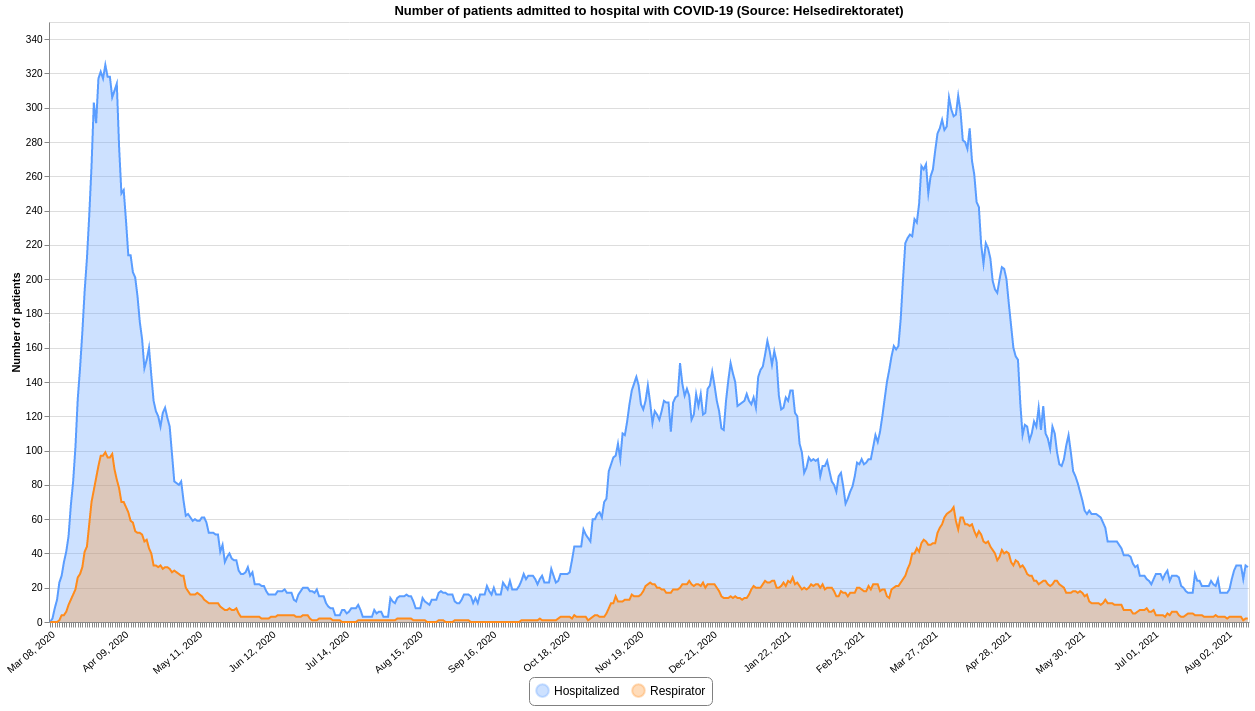 Number of patients admitted to hospital with COVID-19 (Source: Helsedirektoratet)
Number of patients
340
320
300
280
260
240
220
200
180
160
140
120
100
80
60
40
20
0
Mar 08, 2020
Apr 09, 2020
May 11, 2020
Jun 12, 2020
Jul 14, 2020
Aug 15, 2020
Sep 16, 2020
Oct 18, 2020
Nov 19, 2020
Dec 21, 2020
Jan 22, 2021
Feb 23, 2021
Mar 27, 2021
Apr 28, 2021
May 30, 2021
Jul 01, 2021
Aug 02, 2021
Hospitalized
Respirator